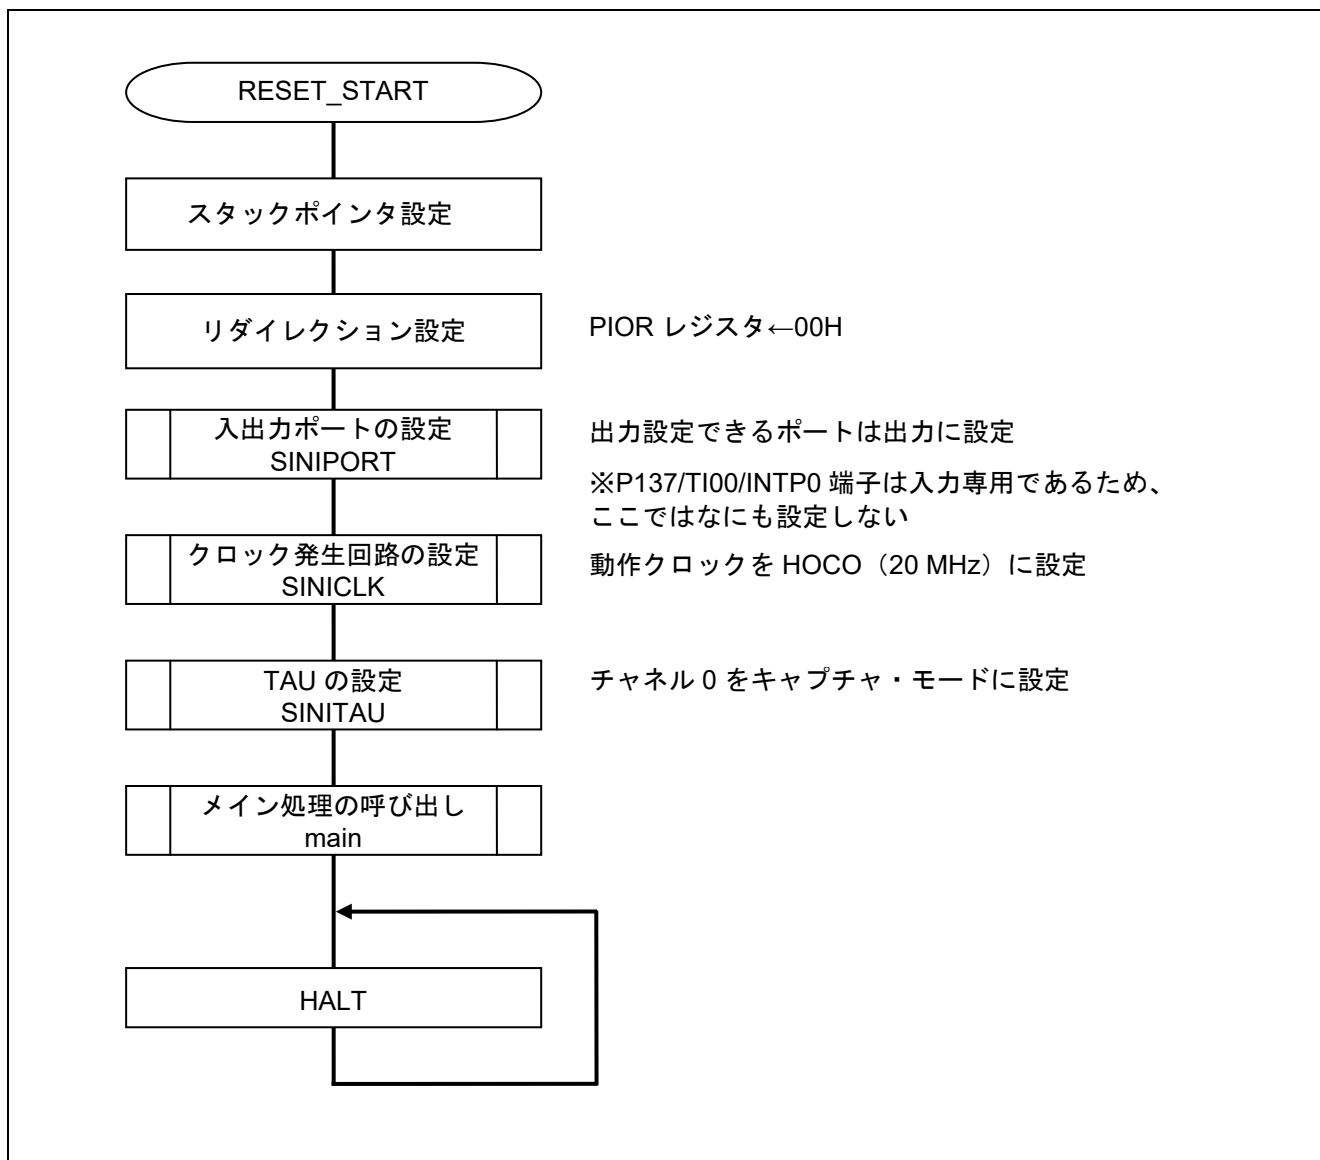 RESET_START
スタックポインタ設定
リダイレクション設定
PIOR レジスタ←00H
入出力ポートの設定
SINIPORT
出力設定できるポートは出力に設定
※P137/TI00/INTP0 端子は入力専用であるため、
ここではなにも設定しない
クロック発生回路の設定
SINICLK
動作クロックを HOCO（20 MHz）に設定
TAU の設定
SINITAU
チャネル 0 をキャプチャ・モードに設定
メイン処理の呼び出し
main
HALT